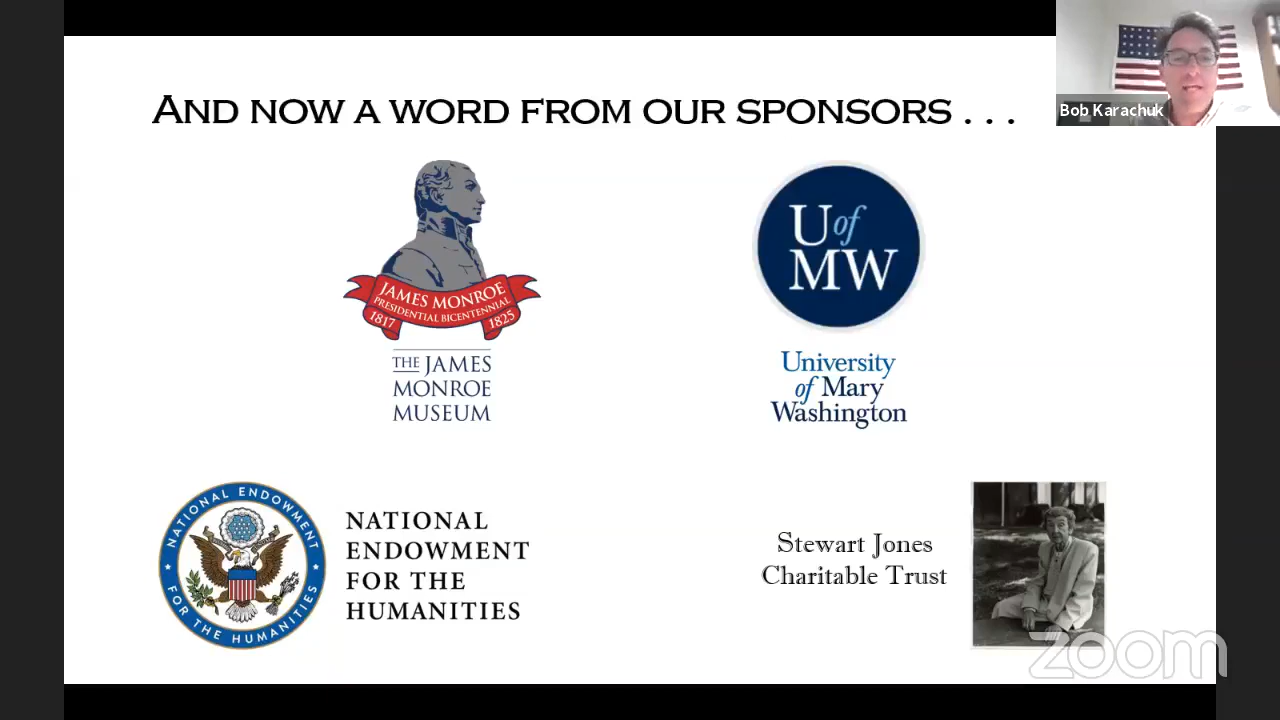 AND NOW A WORD FROM OUR SPONSORS . . .
Bob Karachuk
JAMES MONROE
PRESIDENTIAL BICENTENNIAL
1817 1825
THE JAMES
MONROE
MUSEUM
U of
MW
University
of Mary
Washington
NATIONAL ENDOWMENT
FOR THE HUMANITIES
NATIONAL
ENDOWMENT
FOR THE
HUMANITIES
Stewart Jones
Charitable Trust
zoom